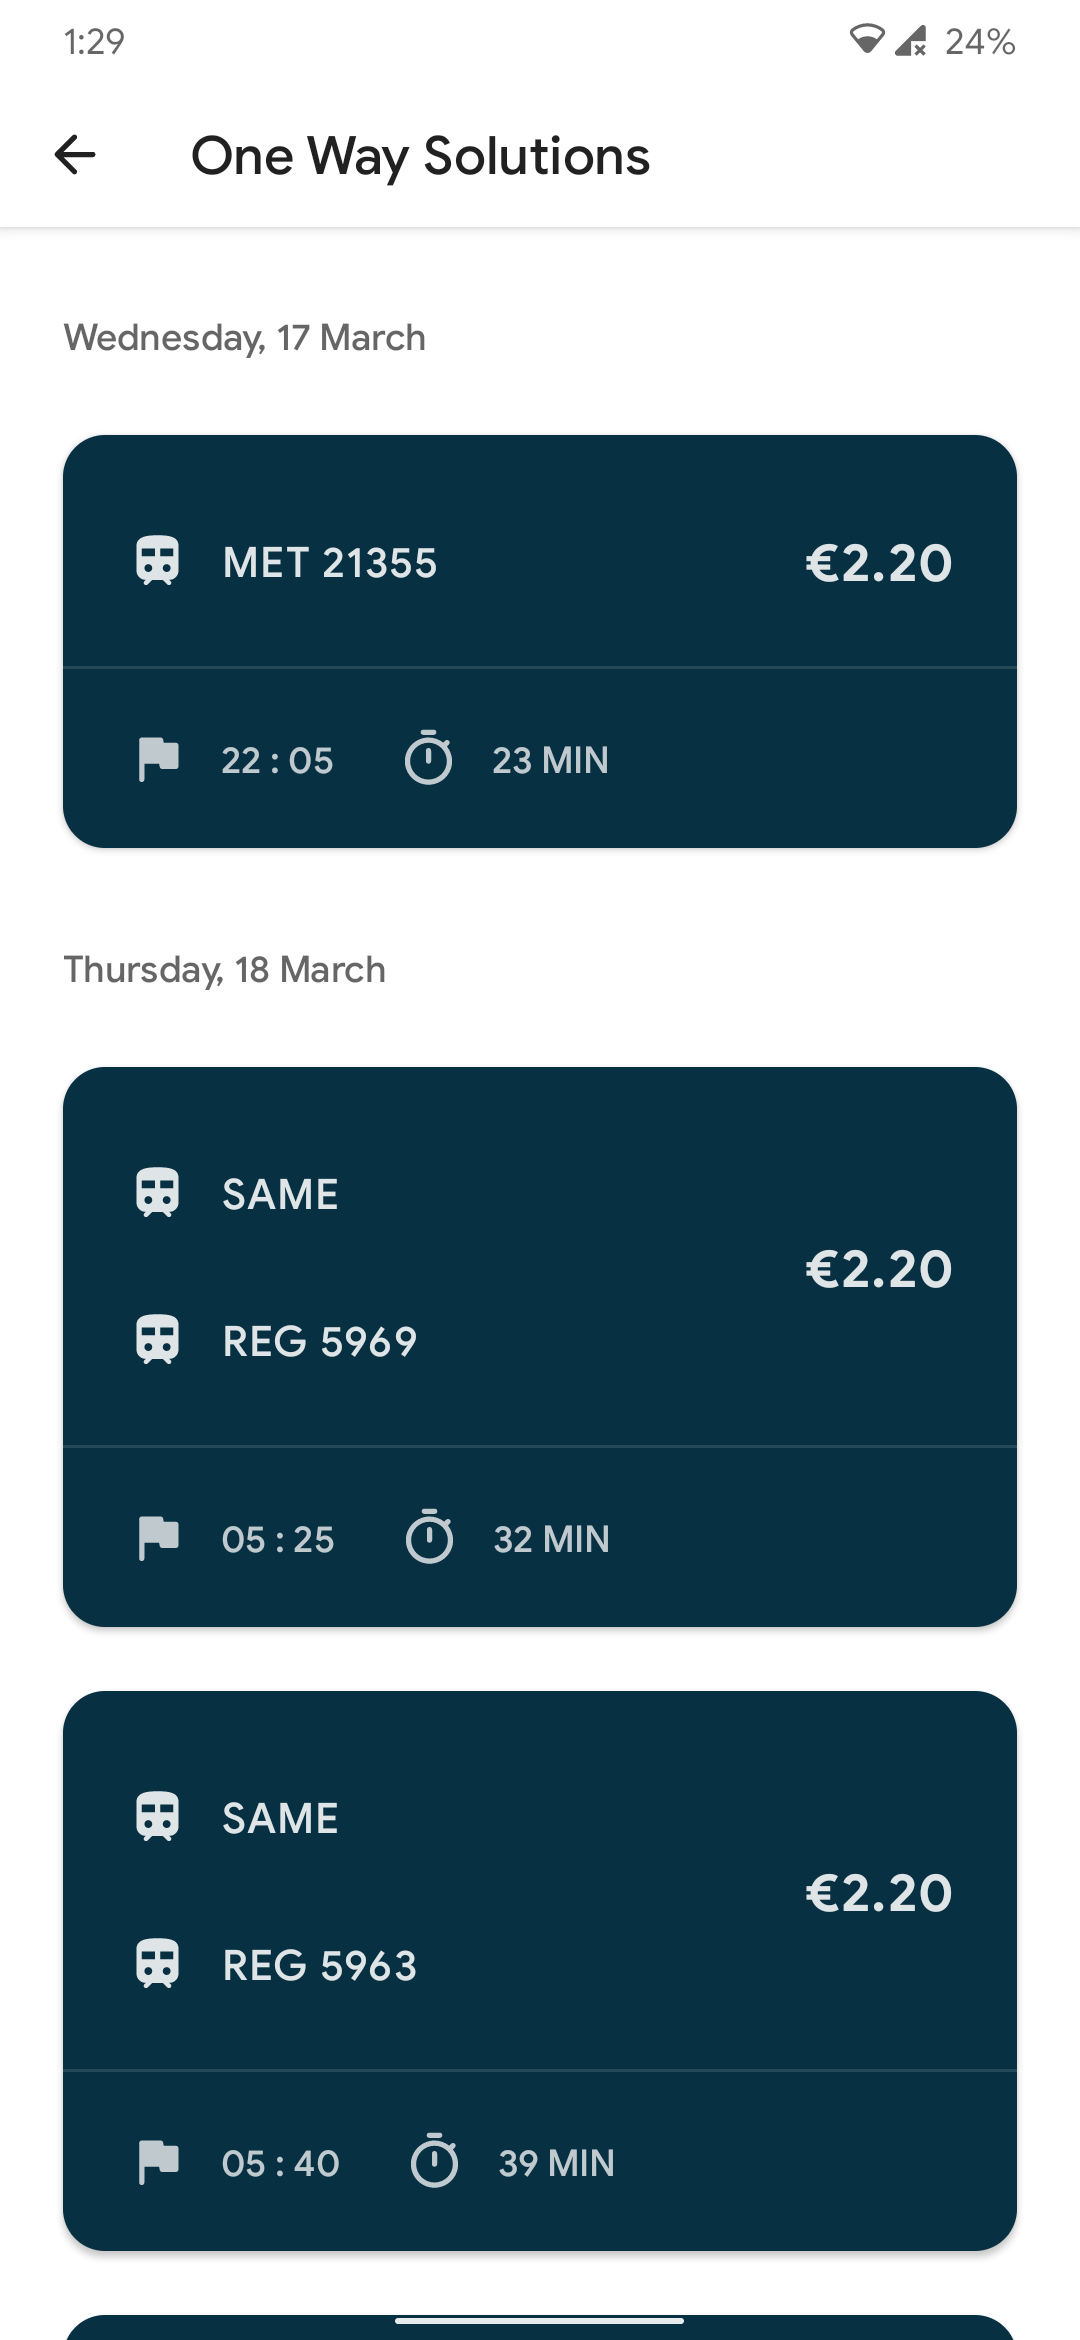 1:29 24%
One Way Solutions
Wednesday, 17 March
MET 21355 €2.20
22 : 05 23 MIN
Thursday, 18 March
SAME
€2.20
REG 5969
05 : 25 32 MIN
SAME
€2.20
REG 5963
05 : 40 39 MIN